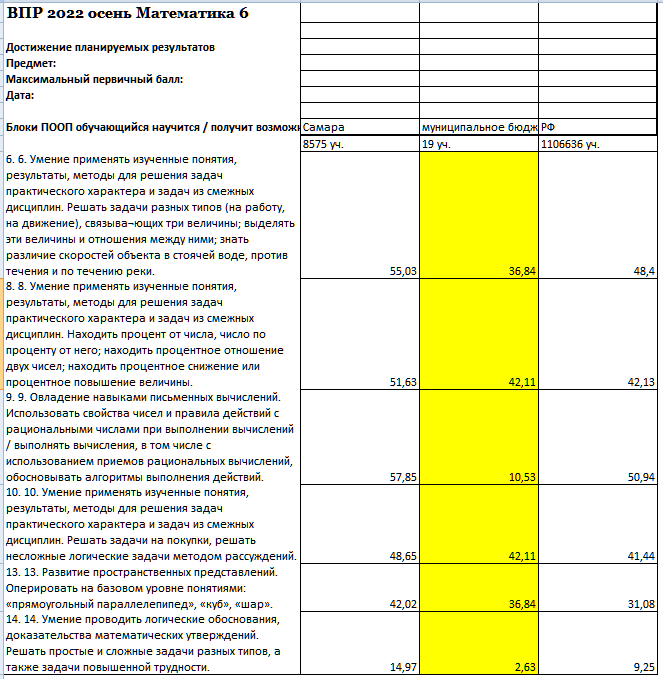 ВПР 2022 осень Математика 6
Достижение планируемых результатов
Предмет:
Максимальный первичный балл:
Дата:
Блоки ПООП обучающийся научится / получит возможн Самара муниципальное бюдж РФ
8575 уч. 19 уч. 1106636 уч.
6. 6. Умение применять изученные понятия,
результаты, методы для решения задач
практического характера и задач из смежных
дисциплин. Решать задачи разных типов (на работу,
на движение), связыва¬ющих три величины; выделять
эти величины и отношения между ними; знать
различие скоростей объекта в стоячей воде, против
течения и по течению реки. 55,03 36,84 48,4
8. 8. Умение применять изученные понятия,
результаты, методы для решения задач
практического характера и задач из смежных
дисциплин. Находить процент от числа, число по
проценту от него; находить процентное отношение
двух чисел; находить процентное снижение или
процентное повышение величины. 51,63 42,11 42,13
9. 9. Овладение навыками письменных вычислений.
Использовать свойства чисел и правила действий с
рациональными числами при выполнении вычислений
/ выполнять вычисления, в том числе с
использованием приемов рациональных вычислений,
обосновывать алгоритмы выполнения действий. 57,85 10,53 50,94
10. 10. Умение применять изученные понятия,
результаты, методы для решения задач
практического характера и задач из смежных
дисциплин. Решать задачи на покупки, решать
несложные логические задачи методом рассуждений. 48,65 42,11 41,44
13. 13. Развитие пространственных представлений.
Оперировать на базовом уровне понятиями:
«прямоугольный параллелепипед», «куб», «шар». 42,02 36,84 31,08
14. 14. Умение проводить логические обоснования,
доказательства математических утверждений.
Решать простые и сложные задачи разных типов, а
также задачи повышенной трудности. 14,97 2,63 9,25